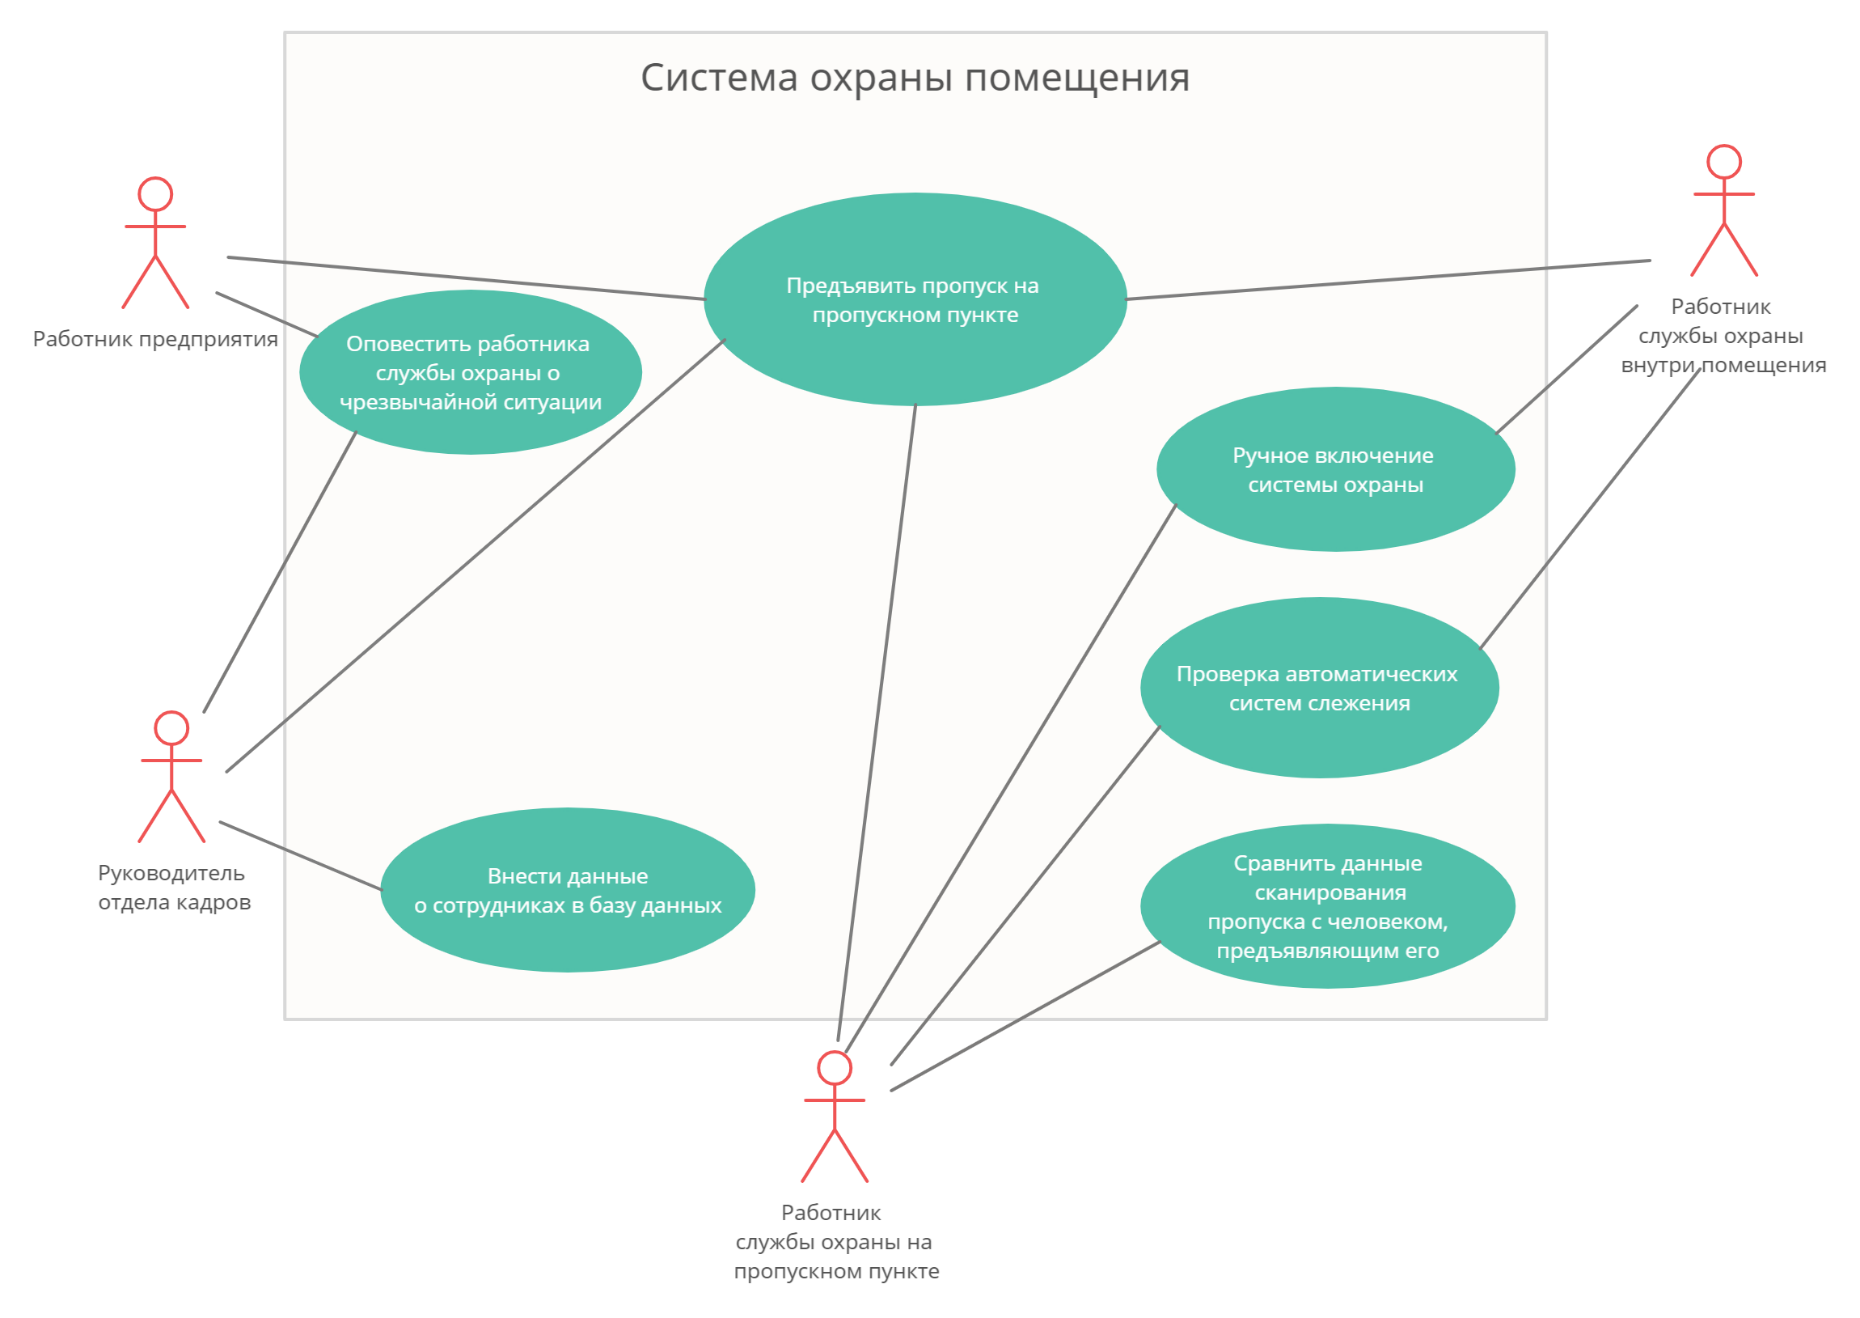 Система охраны помещения
Работник предприятия
Предъявить пропуск на
пропускном пункте
Работник
службы охраны
внутри помещения
Оповестить работника
службы охраны о
чрезвычайной ситуации
Ручное включение
системы охраны
Проверка автоматических
систем слежения
Руководитель
отдела кадров
Внести данные
о сотрудниках в базу данных
Сравнить данные
сканирования
пропуска с человеком,
предъявляющим его
Работник
службы охраны на
пропускном пункте